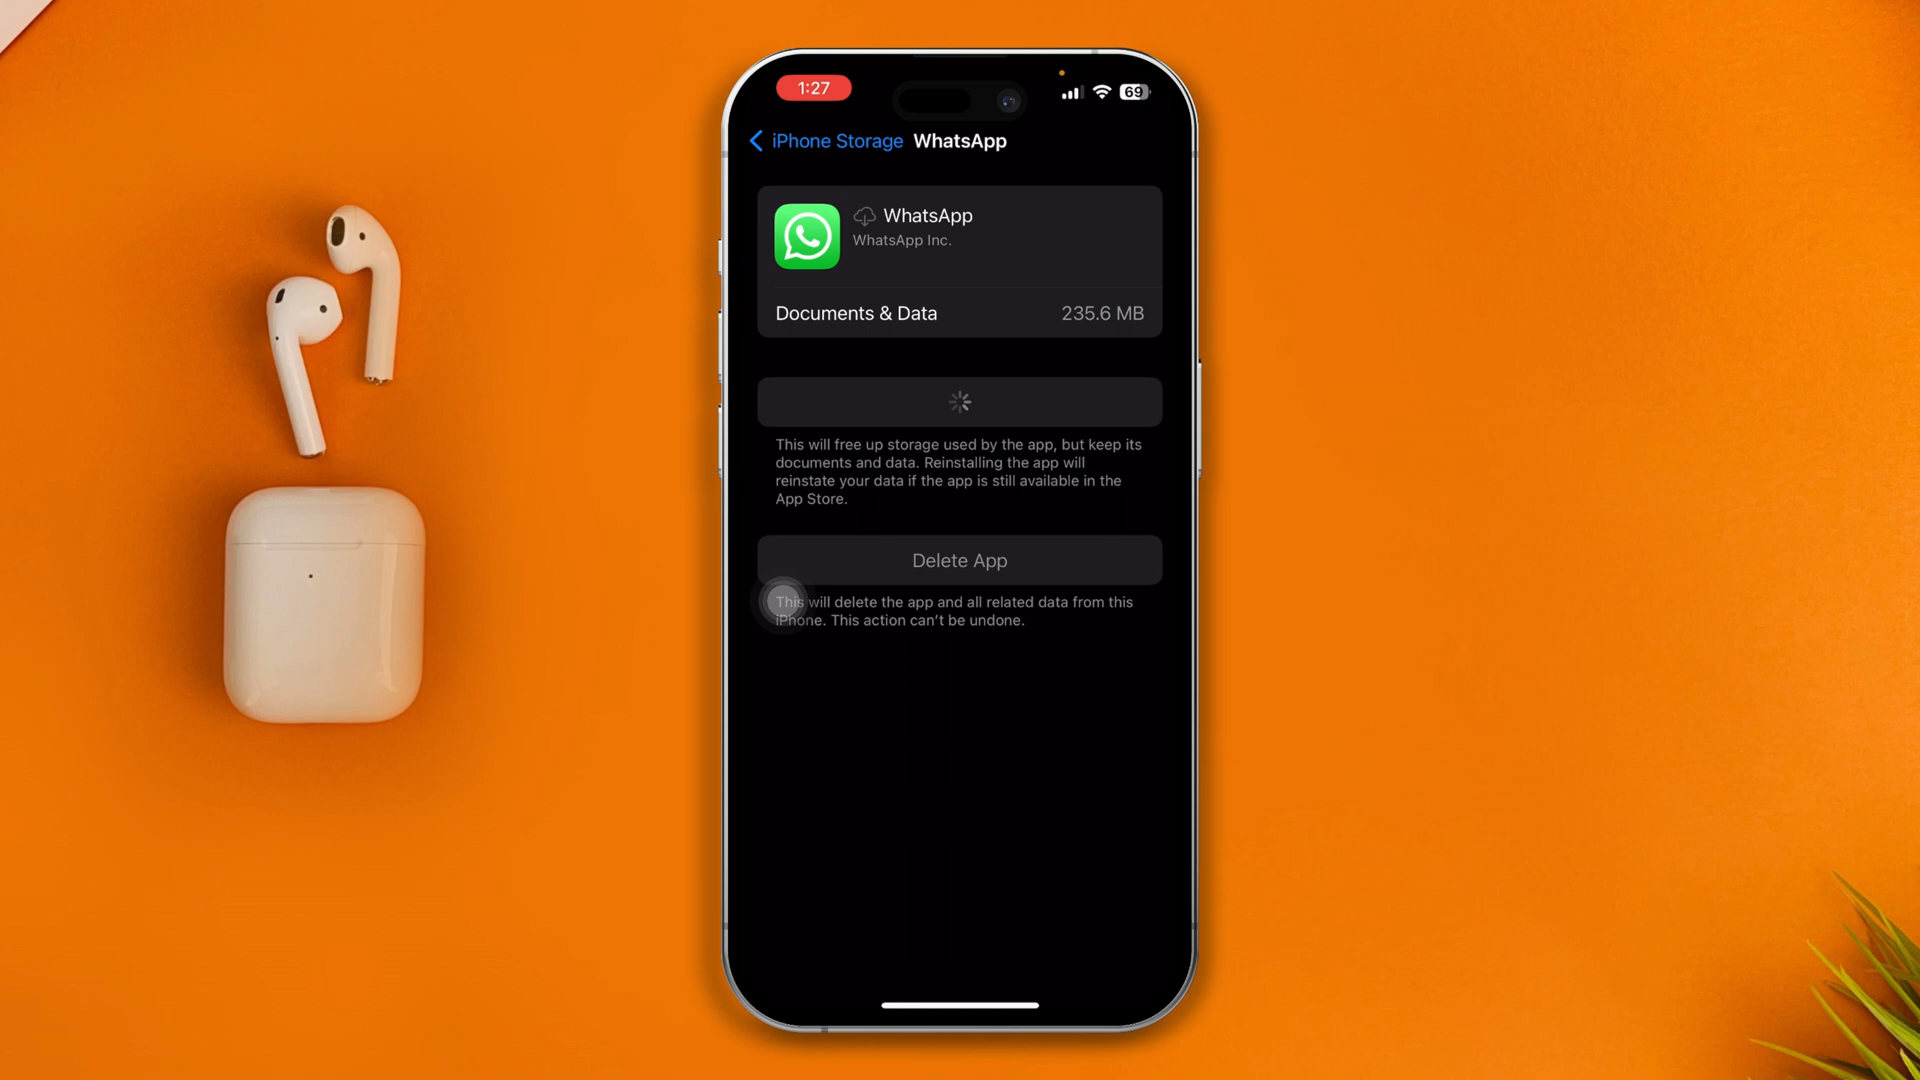 1:27
69
iPhone Storage WhatsApp
WhatsApp
WhatsApp Inc.
Documents & Data 235.6 MB
This will free up storage used by the app, but keep its
documents and data. Reinstalling the app will
reinstate your data if the app is still available in the
App Store.
Delete App
This will delete the app and all related data from this
iPhone. This action can’t be undone.